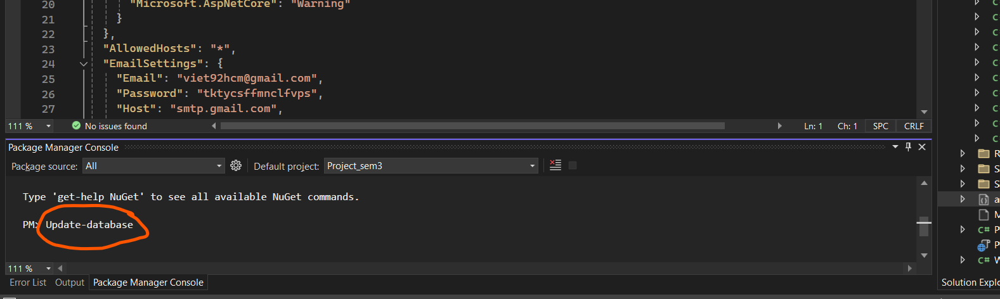 20 "Microsoft.AspNetCore": "Warning"
21 }
22 },
23 "AllowedHosts": "*",
24 "EmailSettings": {
25 "Email": "viet92hcm@gmail.com",
26 "Password": "tktycsffmnclfvps",
27 "Host": "smtp.gmail.com",
111 % No issues found Ln: 1 Ch: 1 SPC CRLF
Package Manager Console
Package source: All Default project: Project_sem3
Type 'get-help NuGet' to see all available NuGet commands.
PM> Update-database
111 %
Error List Output Package Manager Console
Solution